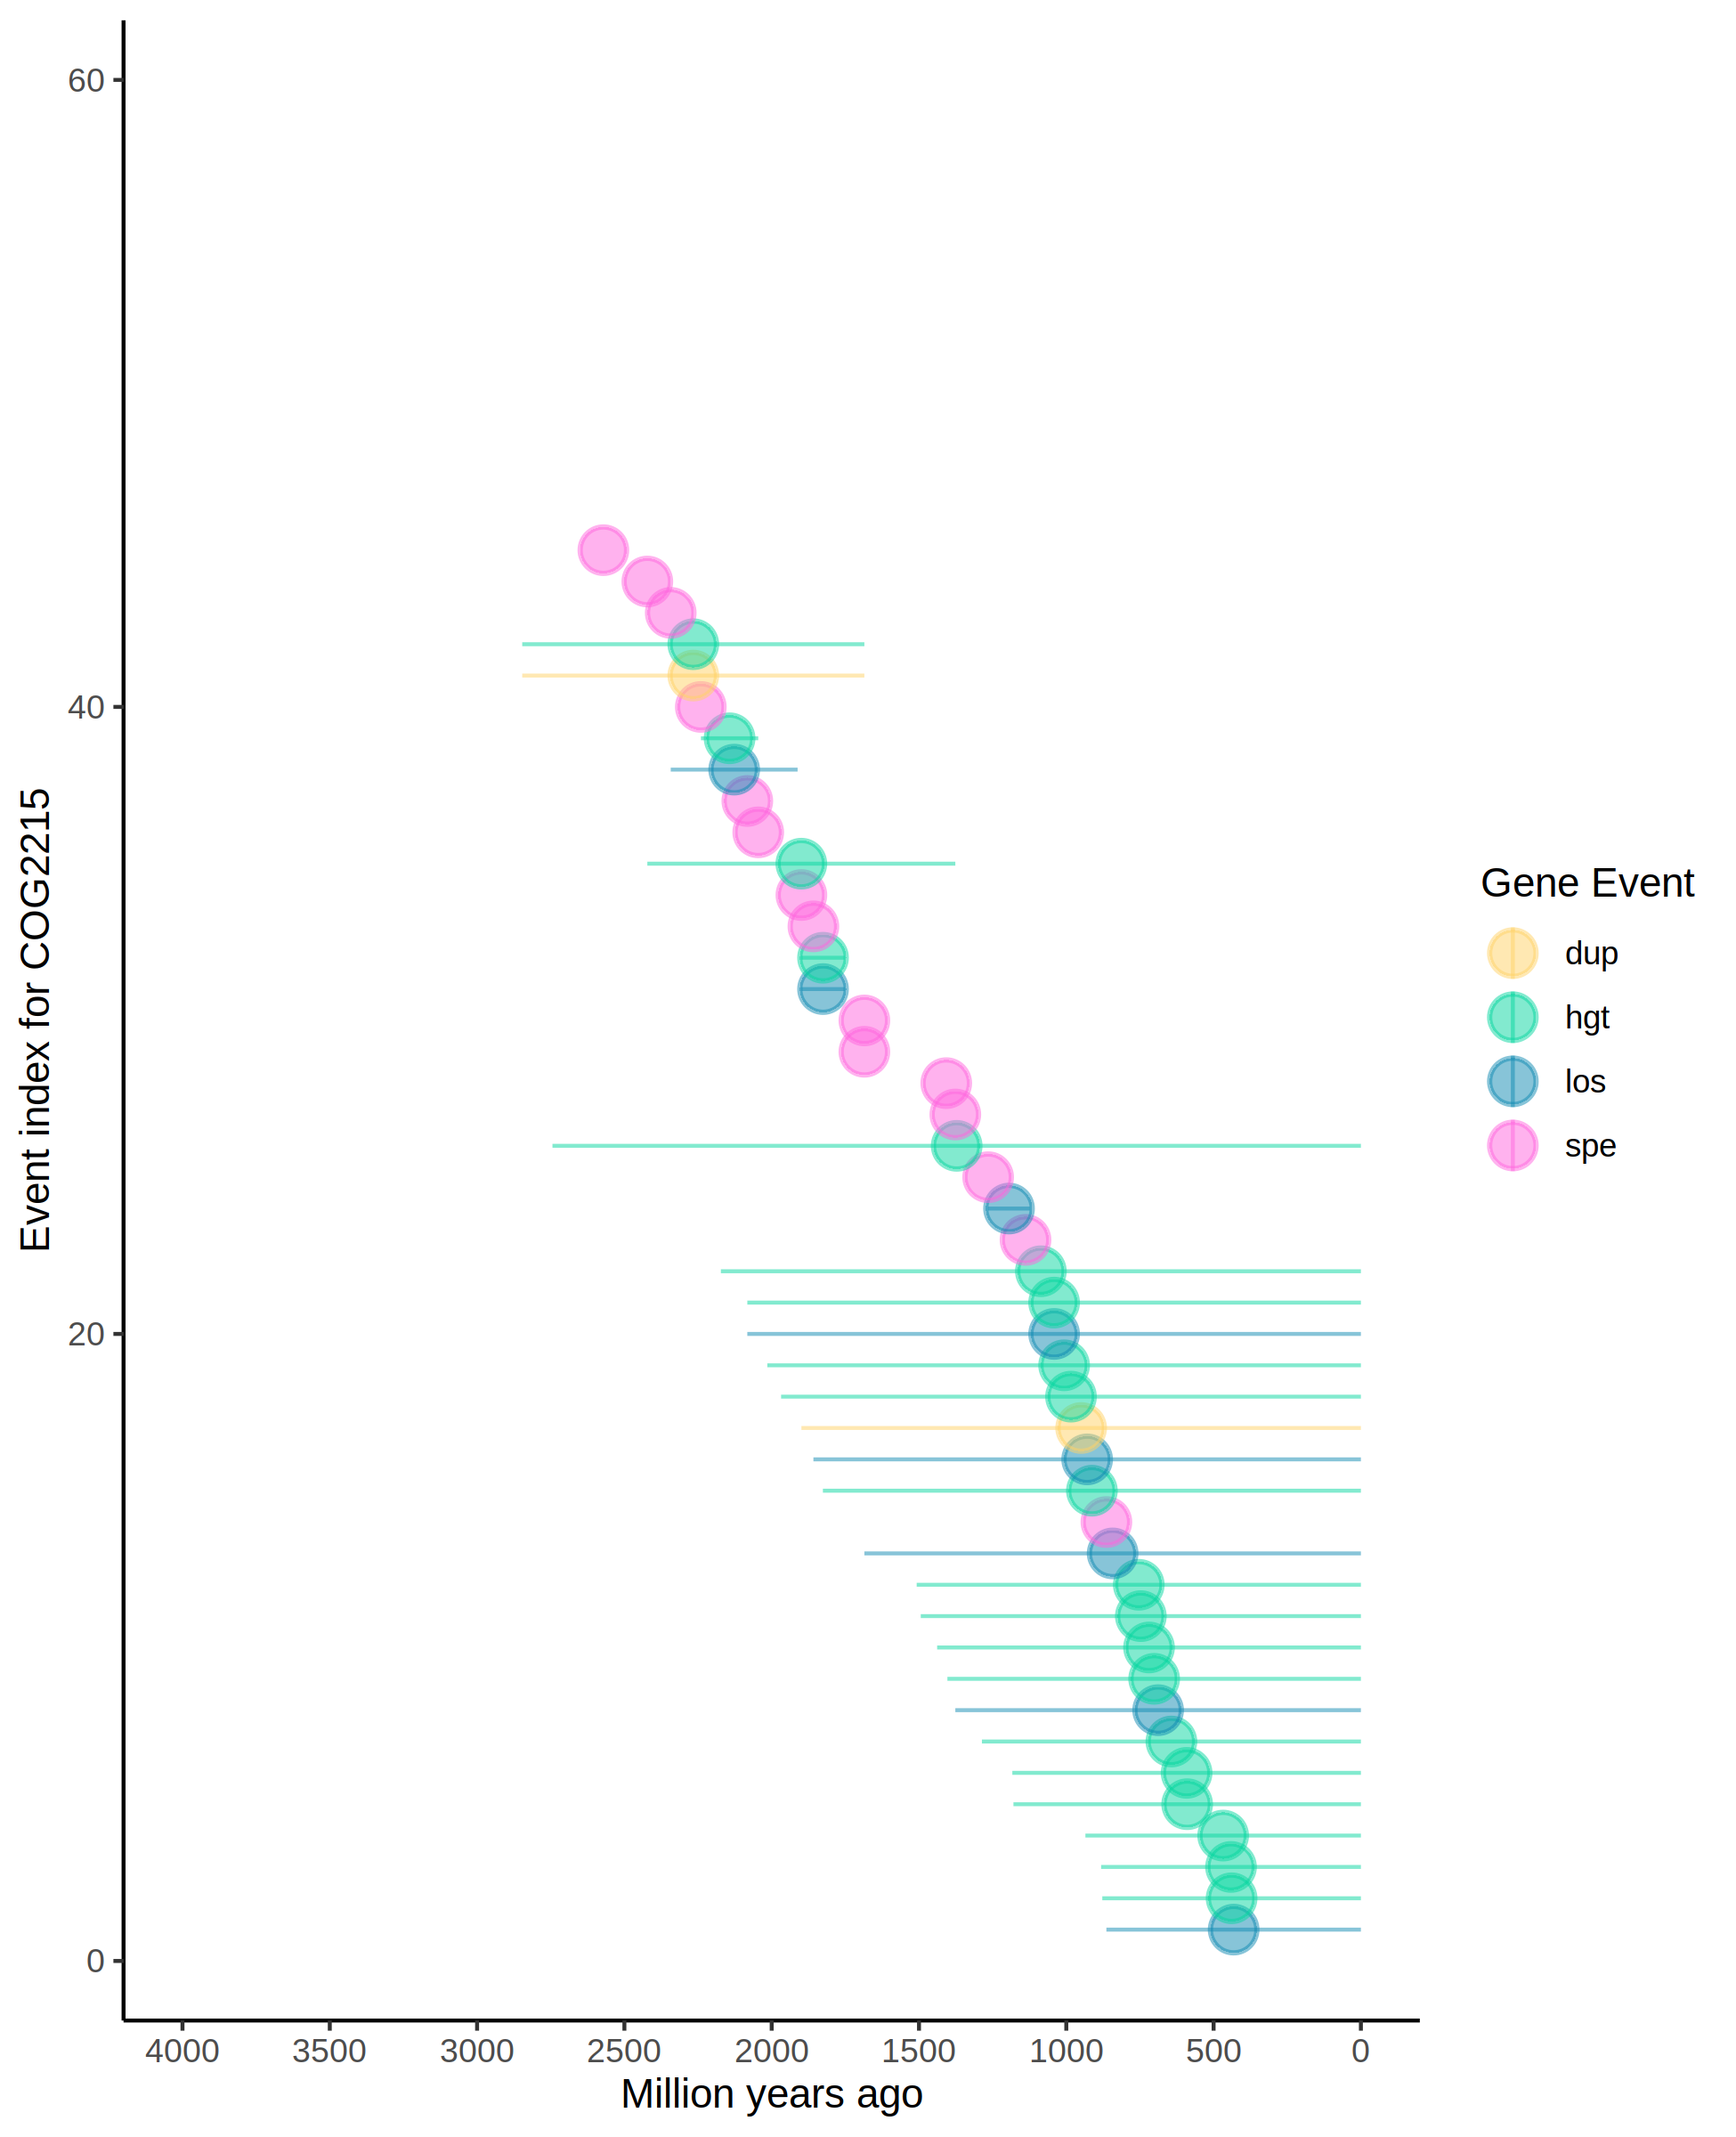 60
40
20
0
Event index for COG2215
4000 3500 3000 2500 2000 1500 1000 500 0
Million years ago
Gene Event
dup
hgt
los
spe